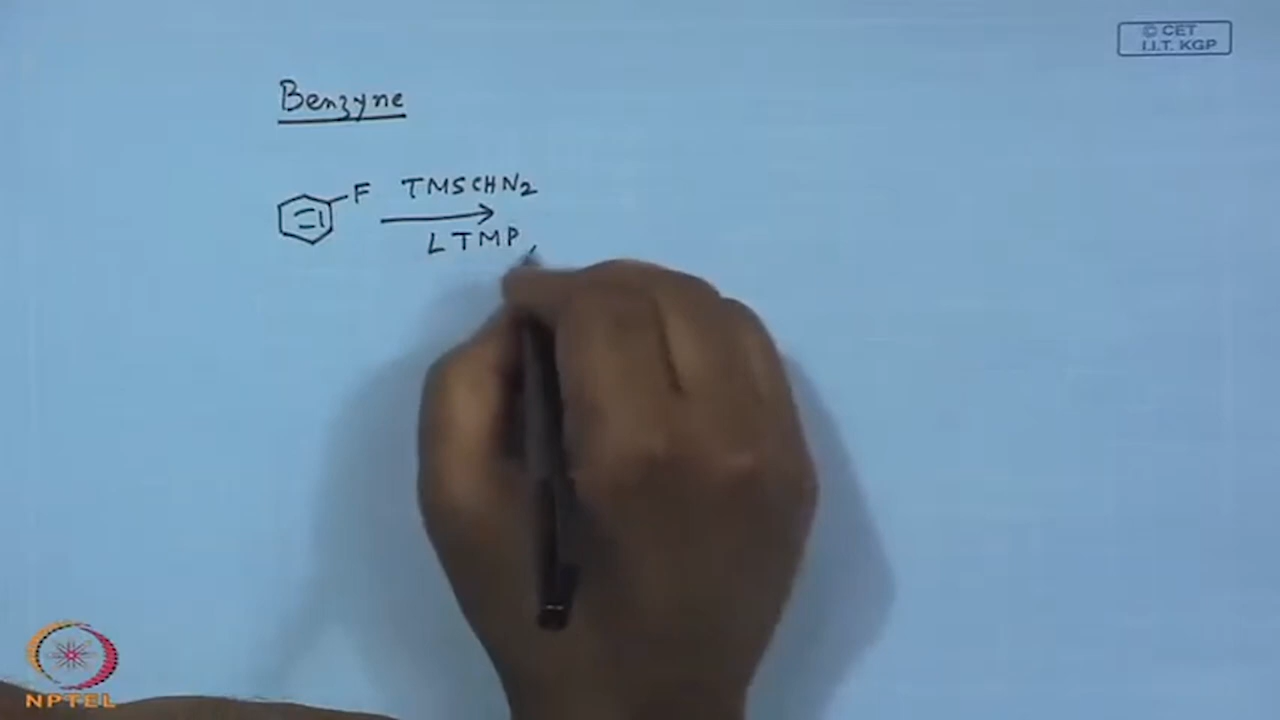 © CET
I.I.T. KGP
Benzyne
F
TMSCHN2
LTMP
NPTEL